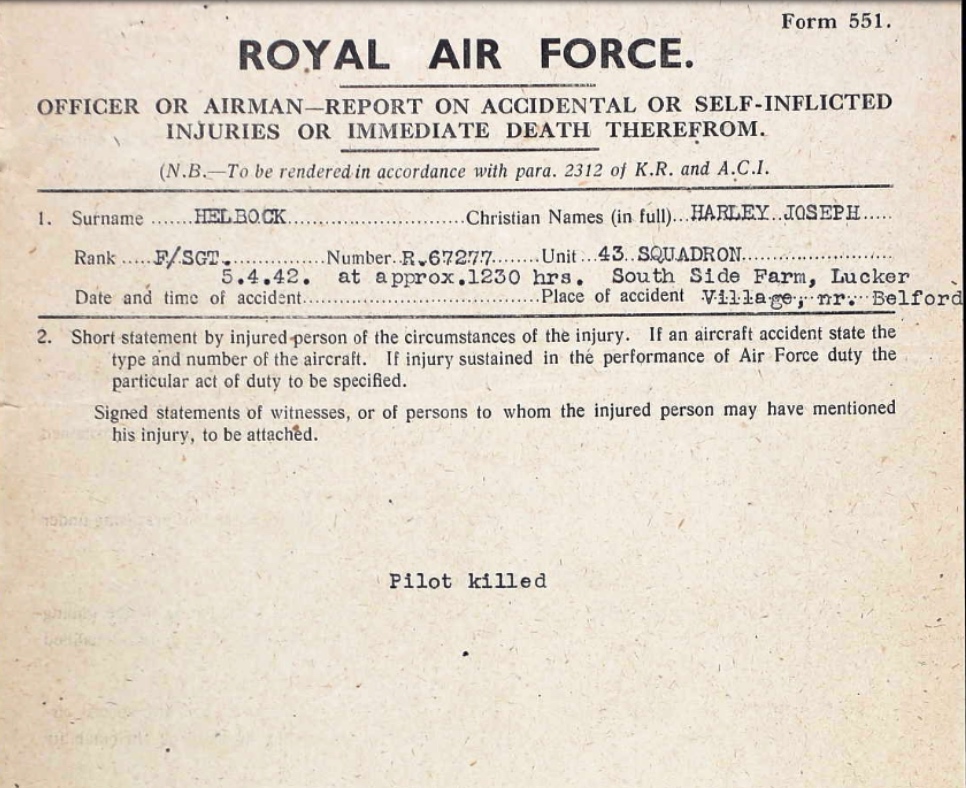 Form 551.
ROYAL AIR FORCE.
OFFICER OR AIRMAN—REPORT ON ACCIDENTAL OR SELF-INFLICTED
INJURIES OR IMMEDIATE DEATH THEREFROM.
(N.B.—To be rendered in accordance with para. 2312 of K.R. and A.C.I.
1. Surname ......HELBOCK..............................Christian Names (in full)...HARLEY JOSEPH.....
Rank .....F/SGT...............Number..R.67277.......Unit...43 SQUADRON.........................
5.4.42. at approx.1230 hrs. South Side Farm, Lucker
Date and time of accident........................................Place of accident Village, nr. Belford
2. Short statement by injured person of the circumstances of the injury. If an aircraft accident state the
type and number of the aircraft. If injury sustained in the performance of Air Force duty the
particular act of duty to be specified.
Signed statements of witnesses, or of persons to whom the injured person may have mentioned
his injury, to be attached.
Pilot killed